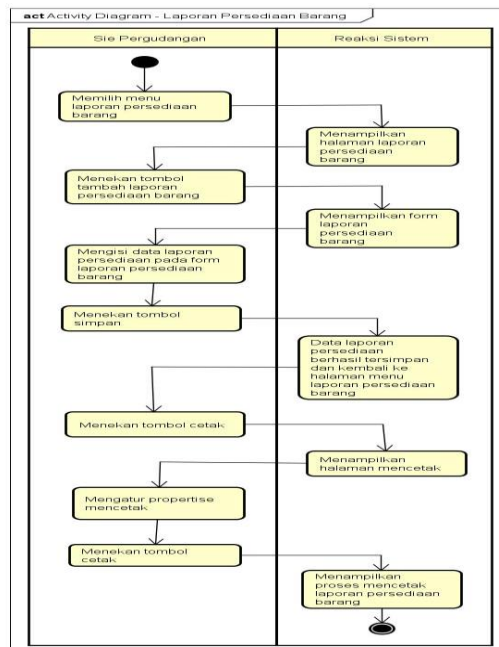 act Activity Diagram - Laporan Persediaan Barang
Sie Pergudangan
Reaksi Sistem
Memilih menu
laporan persediaan
barang
Menampilkan
halaman laporan
persediaan
barang
Menekan tombol
tambah laporan
persediaan barang
Menampilkan form
laporan
persediaan
barang
Mengisi data laporan
persediaan pada form
laporan persediaan
barang
Menekan tombol
simpan
Data laporan
persediaan
berhasil tersimpan
dan kembali ke
halaman menu
laporan persediaan
barang
Menekan tombol cetak
Menampilkan
halaman mencetak
Mengatur propertise
mencetak
Menekan tombol
cetak
Menampilkan
proses mencetak
laporan persediaan
barang